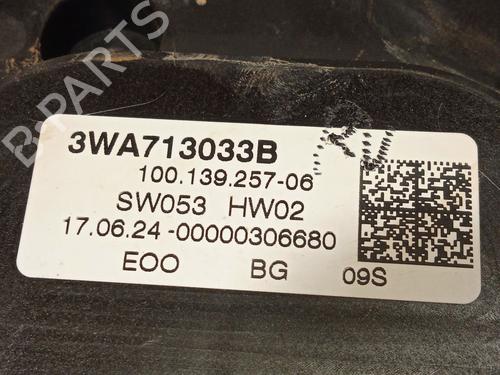 B-PARTS
3WA713033B
100.139.257-06
SW053 HW02
17.06.24-00000306680
EOO BG 09S